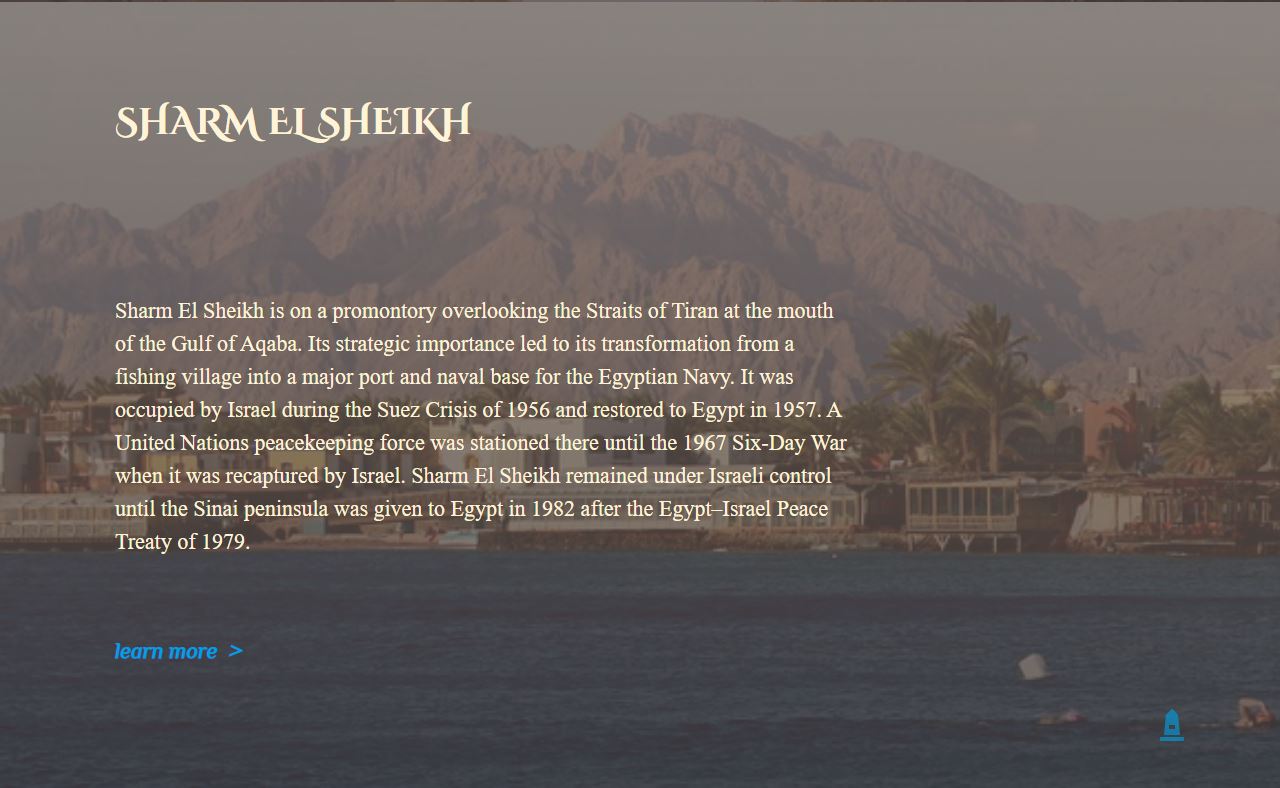 SHARM EL SHEIKH
Sharm El Sheikh is on a promontory overlooking the Straits of Tiran at the mouth
of the Gulf of Aqaba. Its strategic importance led to its transformation from a
fishing village into a major port and naval base for the Egyptian Navy. It was
occupied by Israel during the Suez Crisis of 1956 and restored to Egypt in 1957. A
United Nations peacekeeping force was stationed there until the 1967 Six-Day War
when it was recaptured by Israel. Sharm El Sheikh remained under Israeli control
until the Sinai peninsula was given to Egypt in 1982 after the Egypt–Israel Peace
Treaty of 1979.
learn more >